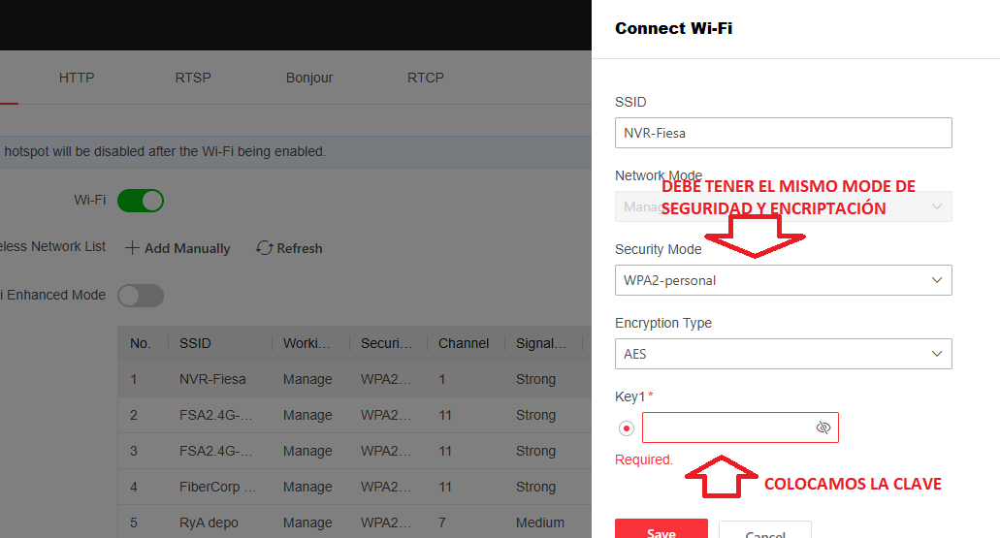 Connect Wi-Fi
HTTP RTSP Bonjour RTCP
hotspot will be disabled after the Wi-Fi being enabled.
Wi-Fi
eless Network List + Add Manually Refresh
i Enhanced Mode
No. SSID Worki... Securi... Channel Signal...
1 NVR-Fiesa Manage WPA2... 1 Strong
2 FSA2.4G-... Manage WPA2... 11 Strong
3 FSA2.4G-... Manage WPA2... 11 Strong
4 FiberCorp ... Manage WPA2... 11 Strong
5 RyA depo Manage WPA2... 7 Medium
SSID
NVR-Fiesa
Network Mode
DEBE TENER EL MISMO MODE DE
Manag
SEGURIDAD Y ENCRIPTACIÓN
Security Mode
WPA2-personal
Encryption Type
AES
Key1 *
Required.
COLOCAMOS LA CLAVE
Save Cancel